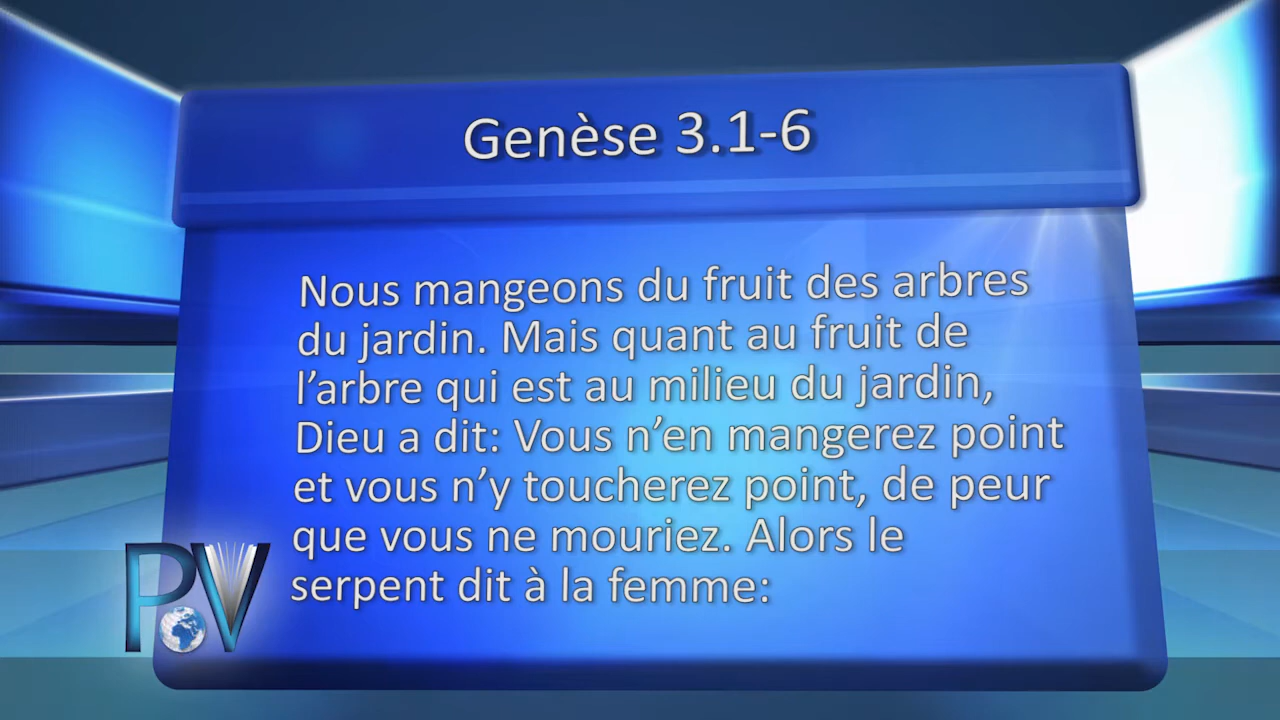 Genèse 3.1-6
Nous mangeons du fruit des arbres
du jardin. Mais quant au fruit de
l’arbre qui est au milieu du jardin,
Dieu a dit: Vous n’en mangerez point
et vous n’y toucherez point, de peur
que vous ne mouriez. Alors le
serpent dit à la femme:
PV